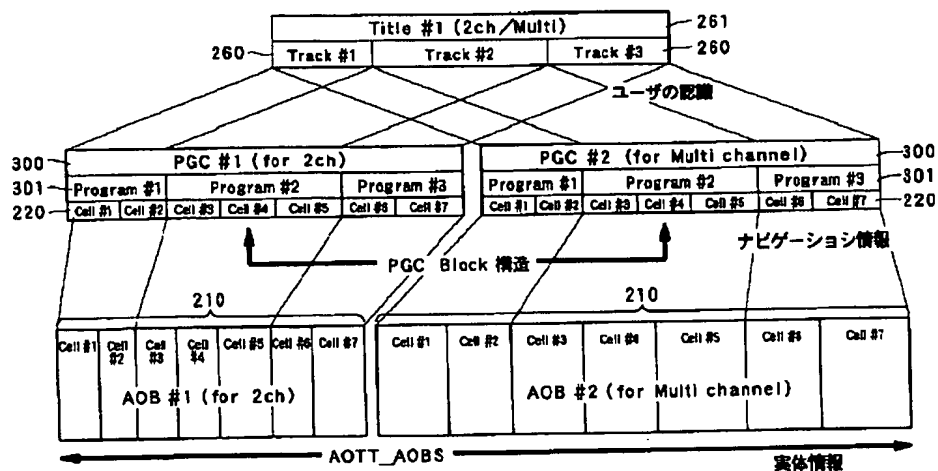 Title #1 (2ch/Multi)
261
260
Track #1
Track #2
Track #3
260
ユーザの認識
300
PGC #1 (for 2ch)
PGC #2 (for Multi channel)
300
301
Program #1
Program #2
Program #3
Program #1
Program #2
Program #3
301
220
Cell #1
Cell #2
Cell #3
Cell #4
Cell #5
Cell #6
Cell #7
Cell #1
Cell #2
Cell #3
Cell #4
Cell #5
Cell #6
Cell #7
220
ナビゲーション情報
PGC Block 構造
210
210
Cell #1
Cell #2
Cell #3
Cell #4
Cell #5
Cell #6
Cell #7
Cell #1
Cell #2
Cell #3
Cell #4
Cell #5
Cell #6
Cell #7
AOB #1 (for 2ch)
AOB #2 (for Multi channel)
AOTT_AOBS
実体情報